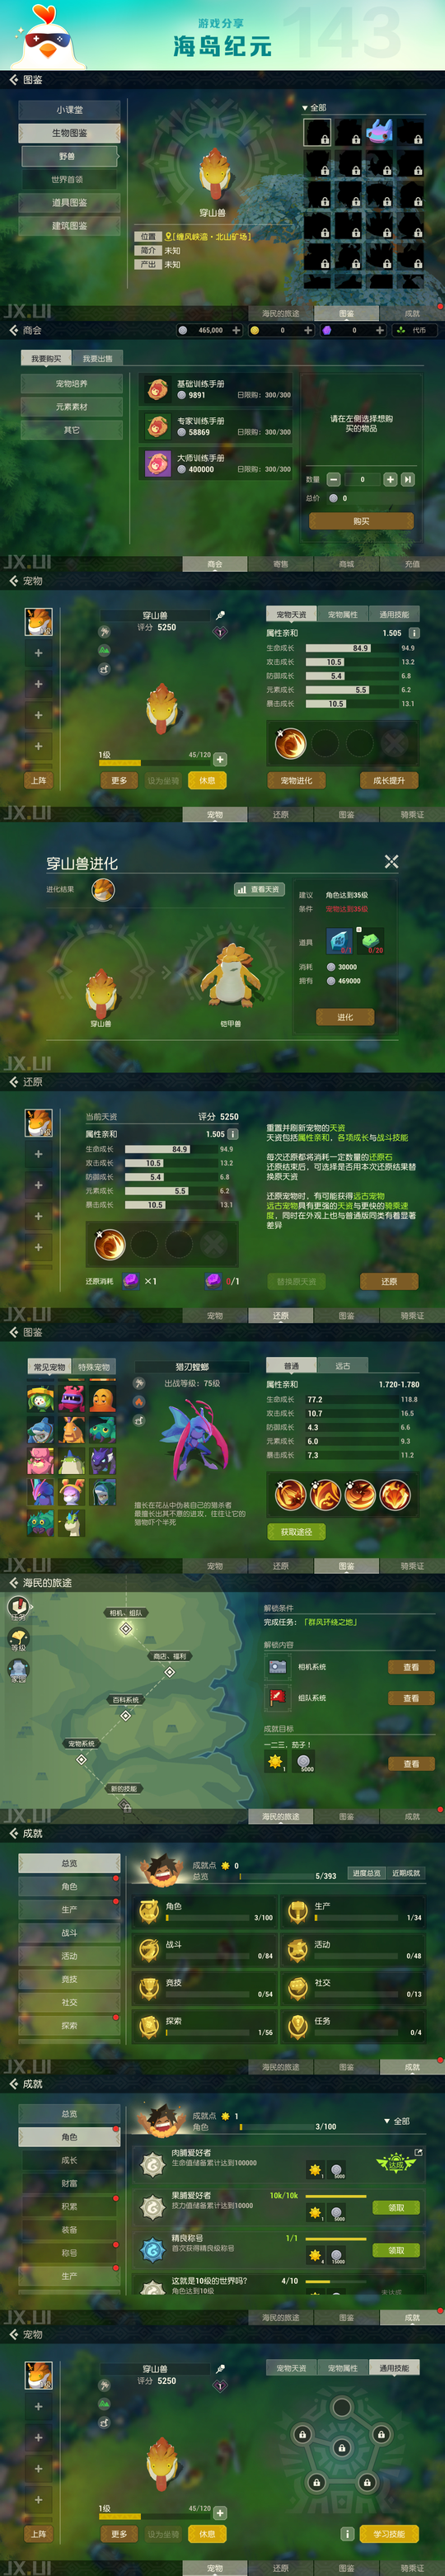 游戏分享
海岛纪元
143
图鉴
小课堂
生物图鉴
野兽
世界首领
道具图鉴
建筑图鉴
穿山兽
位置 [缠风峡湾·北山矿场]
简介 未知
产出 未知
全部
JX.UI
海民的旅途 图鉴 成就
商会
465,000 0 0 代币
我要购买 我要出售
宠物培养
元素素材
其它
基础训练手册
9891 日限购: 300/300
专家训练手册
58869 日限购: 300/300
大师训练手册
400000 日限购: 300/300
请在左侧选择想购
买的物品
数量 0
总价 0
购买
JX.UI
商会 寄售 商城 充值
宠物
穿山兽
评分 5250
1
1级 45/120
上阵 更多 设为坐骑 休息
宠物天资 宠物属性 通用技能
属性亲和 1.505
生命成长 84.9 94.9
攻击成长 10.5 13.2
防御成长 5.4 6.8
元素成长 5.5 6.2
暴击成长 10.5 13.1
宠物进化 成长提升
JX.UI
宠物 还原 图鉴 骑乘证
穿山兽进化
进化结果
查看天资
穿山兽
铠甲兽
建议 角色达到35级
条件 宠物达到35级
道具 0/1 0/20
消耗 30000
拥有 469000
进化
JX.UI
还原
当前天资 评分 5250
属性亲和 1.505
生命成长 84.9 94.9
攻击成长 10.5 13.2
防御成长 5.4 6.8
元素成长 5.5 6.2
暴击成长 10.5 13.1
还原消耗 ×1 0/1
重置并刷新宠物的天资
天资包括属性亲和，各项成长与战斗技能
每次还原都将消耗一定数量的还原石
还原结束后，可选择是否用本次还原结果替
换原天资
还原宠物时，有可能获得远古宠物
远古宠物具有更强的天资与更快的骑乘速
度，同时在外观上也与普通版同类有着显著
差异
替换原天资 还原
JX.UI
宠物 还原 图鉴 骑乘证
图鉴
常见宠物 特殊宠物
猎刃螳螂
出战等级: 75级
擅长在花丛中伪装自己的猎杀者
最擅长出其不意的进攻，往往让它的
猎物吓个半死
普通 远古
属性亲和 1.720-1.780
生命成长 77.2 118.8
攻击成长 10.7 16.5
防御成长 4.3 6.6
元素成长 6.0 9.3
暴击成长 7.3 11.2
获取途径
JX.UI
宠物 还原 图鉴 骑乘证
海民的旅途
任务
等级
相机、组队
商店、福利
百科系统
宠物系统
新的技能
解锁条件
完成任务:「群风环绕之地」
解锁内容
相机系统 查看
组队系统 查看
成就目标
一二三，茄子！
1 5000 查看
JX.UI
海民的旅途 图鉴 成就
成就
总览
角色
生产
战斗
活动
竞技
社交
探索
成就点 0
总览 5/393
进度总览 近期成就
角色 3/100
生产 1/34
战斗 0/84
活动 0/48
竞技 0/54
社交 0/13
探索 1/56
任务 0/4
JX.UI
海民的旅途 图鉴 成就
成就
总览
角色
成长
财富
积累
装备
称号
生产
成就点 1
角色 3/100
全部
肉腩爱好者
生命值储备累计达到100000
1 5000 达成
果腩爱好者 10k/10k
技力值储备累计达到10000
1 5000 领取
精良称号 1/1
首次获得精良级称号
4 15000 领取
这就是10级的世界吗？ 4/10
角色达到10级
未达成
JX.UI
海民的旅途 图鉴 成就
宠物
穿山兽
评分 5250
1
1级 45/120
上阵 更多 设为坐骑 休息
宠物天资 宠物属性 通用技能
学习技能
JX.UI
宠物 还原 图鉴 骑乘证